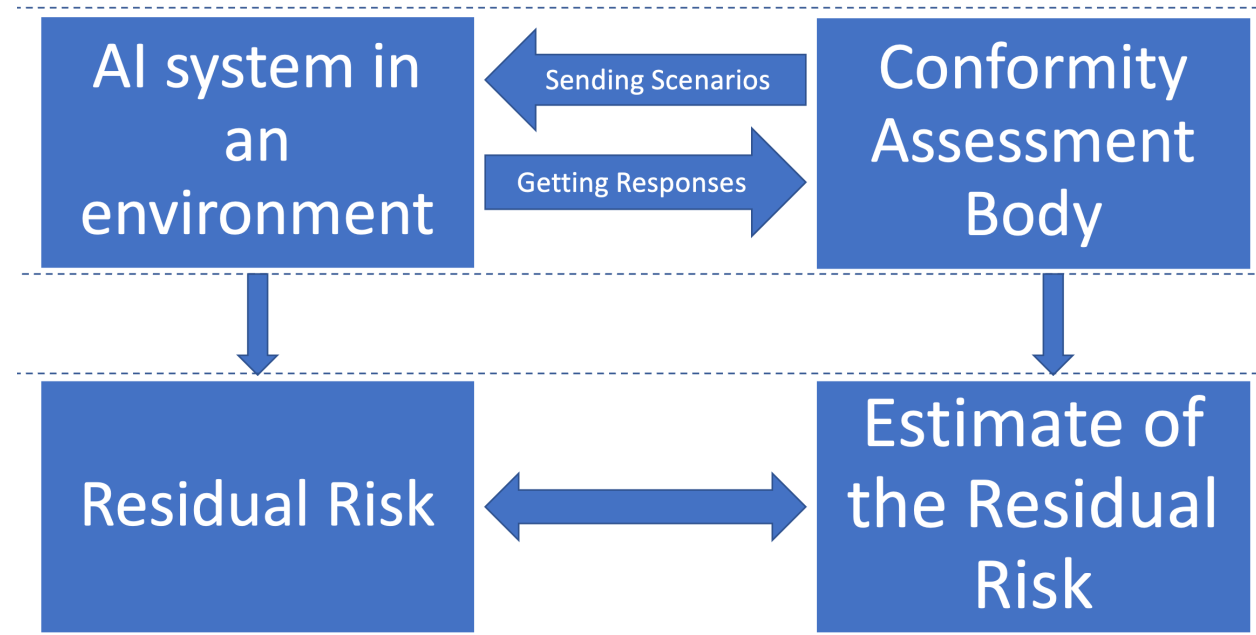 AI system in
an
environment
Sending Scenarios
Getting Responses
Conformity
Assessment
Body
Residual Risk
Estimate of
the Residual
Risk